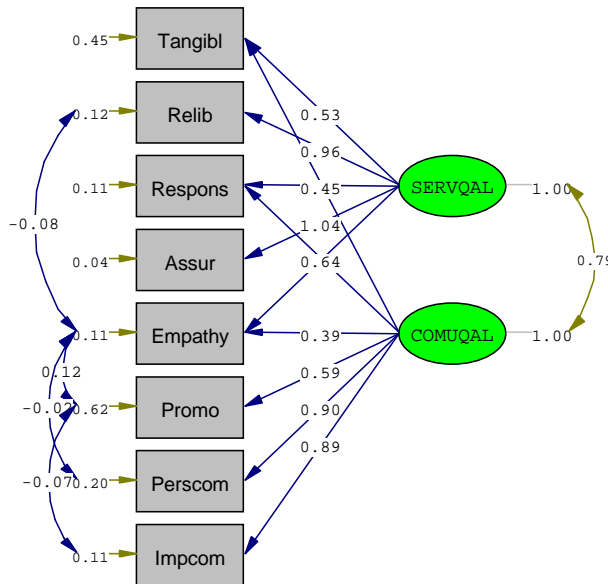 0.45 Tangibl
0.53
0.12 Relib
0.96
0.11 Respons 0.45 SERVQAL 1.00
-0.08
1.04
0.04 Assur 0.64 0.79
0.11 Empathy 0.39 COMUQAL 1.00
0.12
0.59
-0.02 0.62 Promo
0.90
0.89
-0.07 0.20 Perscom
0.11 Impcom